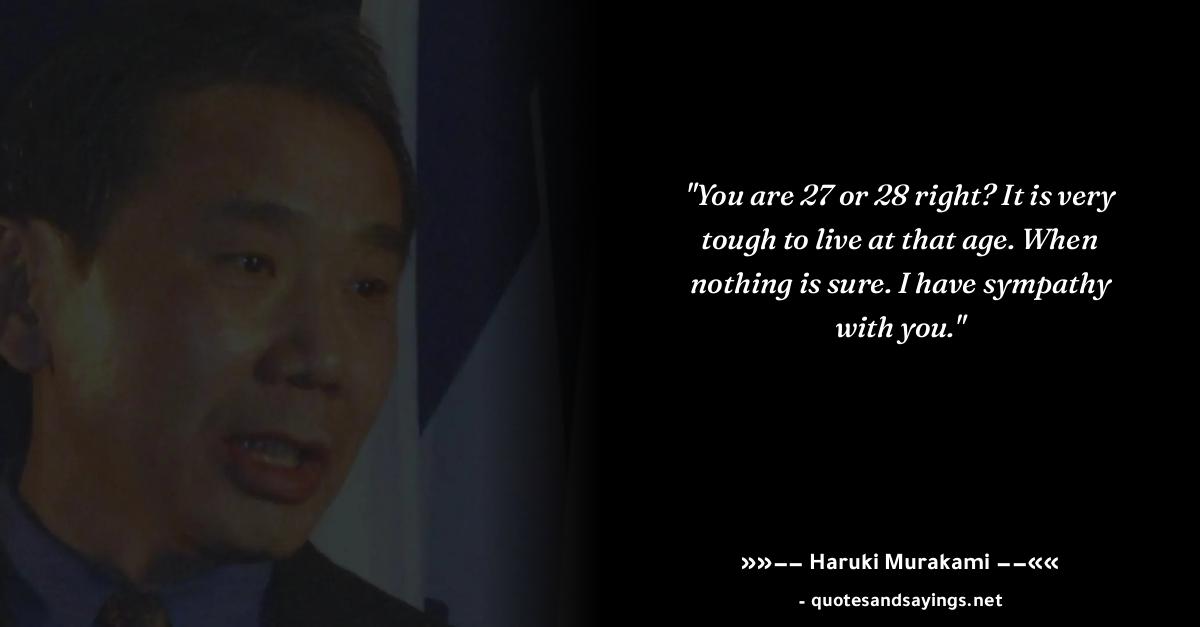 "You are 27 or 28 right? It is very
tough to live at that age. When
nothing is sure. I have sympathy
with you."
»»−− Haruki Murakami −−««
- quotesandsayings.net